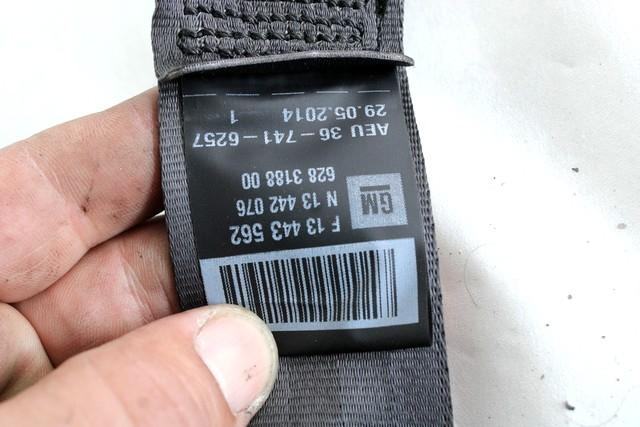 F 13 443 562
N 13 442 076
GM
628 3188 00
AEU 36-741-6257
29.05.2014 1